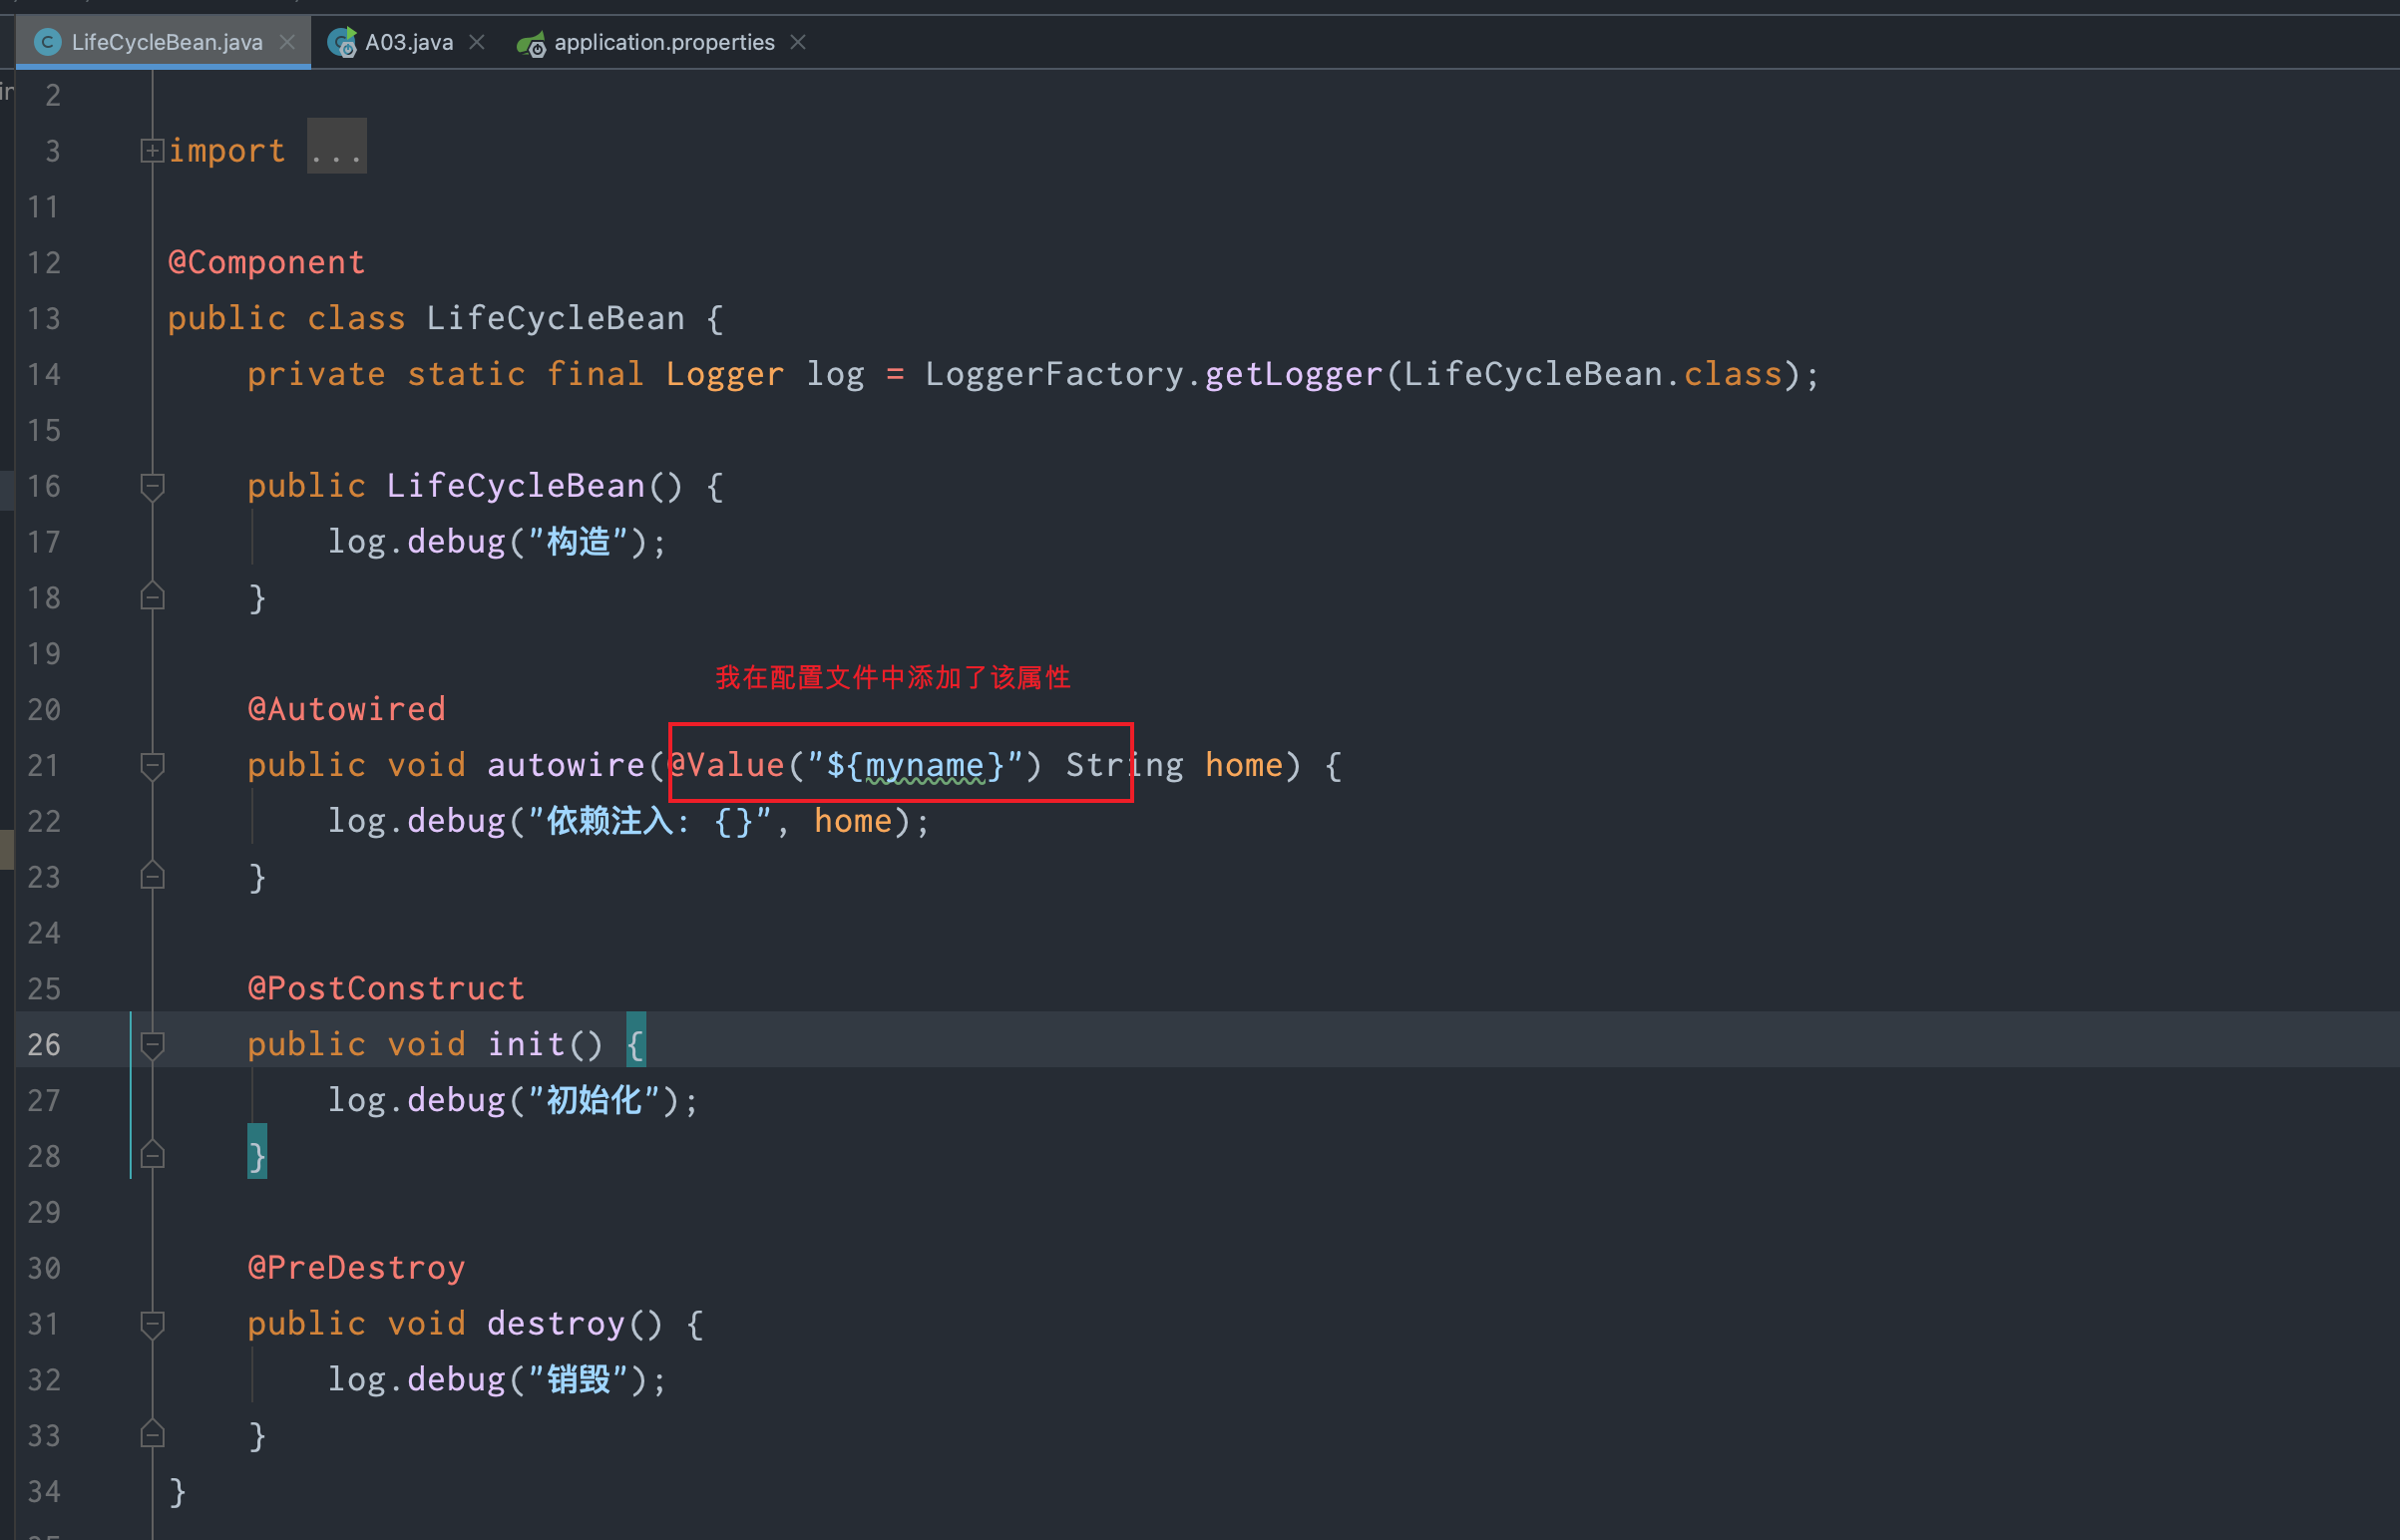 LifeCycleBean.java A03.java application.properties
2
3 import ...
11
12 @Component
13 public class LifeCycleBean {
14 private static final Logger log = LoggerFactory.getLogger(LifeCycleBean.class);
15
16 public LifeCycleBean() {
17 log.debug("构造");
18 }
19
我在配置文件中添加了该属性
20 @Autowired
21 public void autowire(@Value("${myname}") String home) {
22 log.debug("依赖注入: {}", home);
23 }
24
25 @PostConstruct
26 public void init() {
27 log.debug("初始化");
28 }
29
30 @PreDestroy
31 public void destroy() {
32 log.debug("销毁");
33 }
34 }